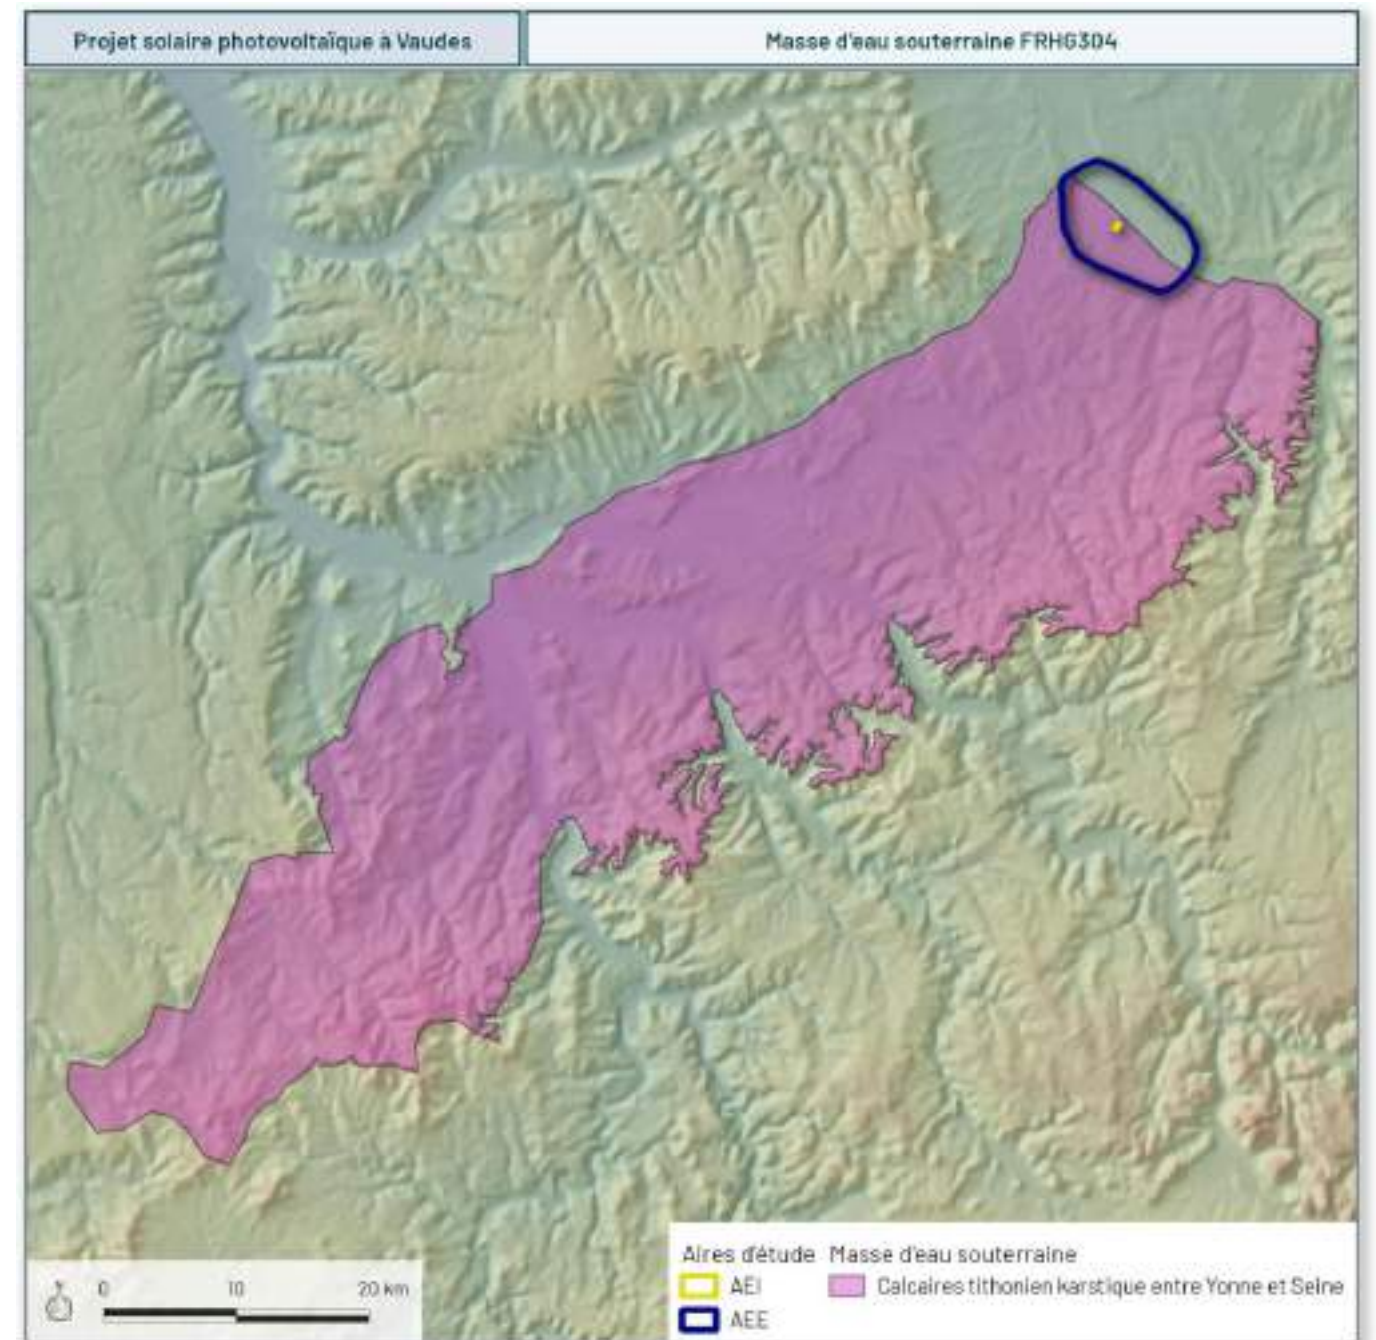 Projet solaire photovoltaïque à Vaudes
Masse d'eau souterraine FRHG304
0 10 20 km
Aires d'étude Masse d'eau souterraine
AEI Calcaires tithonien karstique entre Yonne et Seine
AEE